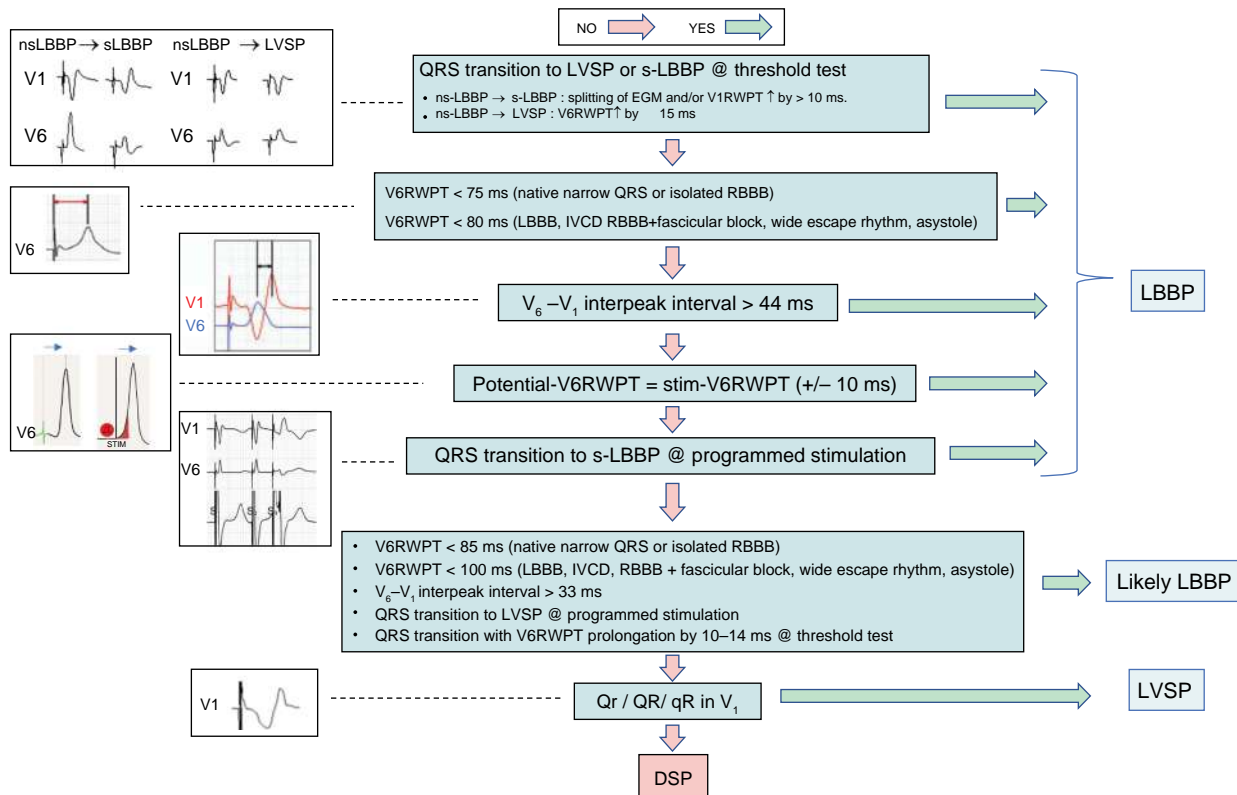 NO YES
nsLBBP → sLBBP nsLBBP → LVSP
V1 V1
V6 V6
QRS transition to LVSP or s-LBBP @ threshold test
• ns-LBBP → s-LBBP : splitting of EGM and/or V1RWPT ↑ by > 10 ms.
• ns-LBBP → LVSP : V6RWPT↑ by 15 ms
V6
V6RWPT < 75 ms (native narrow QRS or isolated RBBB)
V6RWPT < 80 ms (LBBB, IVCD RBBB+fascicular block, wide escape rhythm, asystole)
V1
V6
V₆ –V₁ interpeak interval > 44 ms
LBBP
V6
STIM
Potential-V6RWPT = stim-V6RWPT (+/– 10 ms)
V1
V6
QRS transition to s-LBBP @ programmed stimulation
• V6RWPT < 85 ms (native narrow QRS or isolated RBBB)
• V6RWPT < 100 ms (LBBB, IVCD, RBBB + fascicular block, wide escape rhythm, asystole)
• V₆–V₁ interpeak interval > 33 ms
• QRS transition to LVSP @ programmed stimulation
• QRS transition with V6RWPT prolongation by 10–14 ms @ threshold test
Likely LBBP
V1
Qr / QR/ qR in V₁
LVSP
DSP